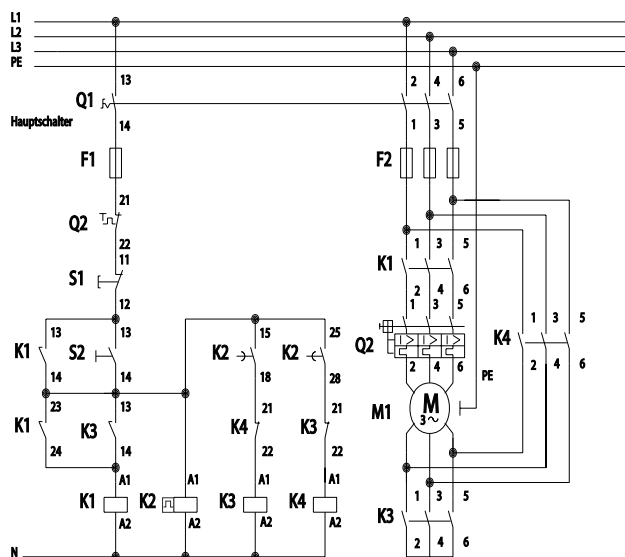 L1
L2
L3
PE
13 2 4 6
Q1
Hauptschalter 14 1 3 5
F1 F2
21
Q2
22
11 1 3 5
S1 K1
12 2 4 6
1 3 5
13 13 15 25 1 3 5
K1 S2 K2 K2 Q2 K4
14 14 18 28 2 4 6 2 4 6
PE
23 13 21 21
K1 K3 K4 K3 M1 M
3~
24 14 22 22
A1 A1 A1 A1
K1 K2 K3 K4 1 3 5
K3
A2 A2 A2 A2
2 4 6
N